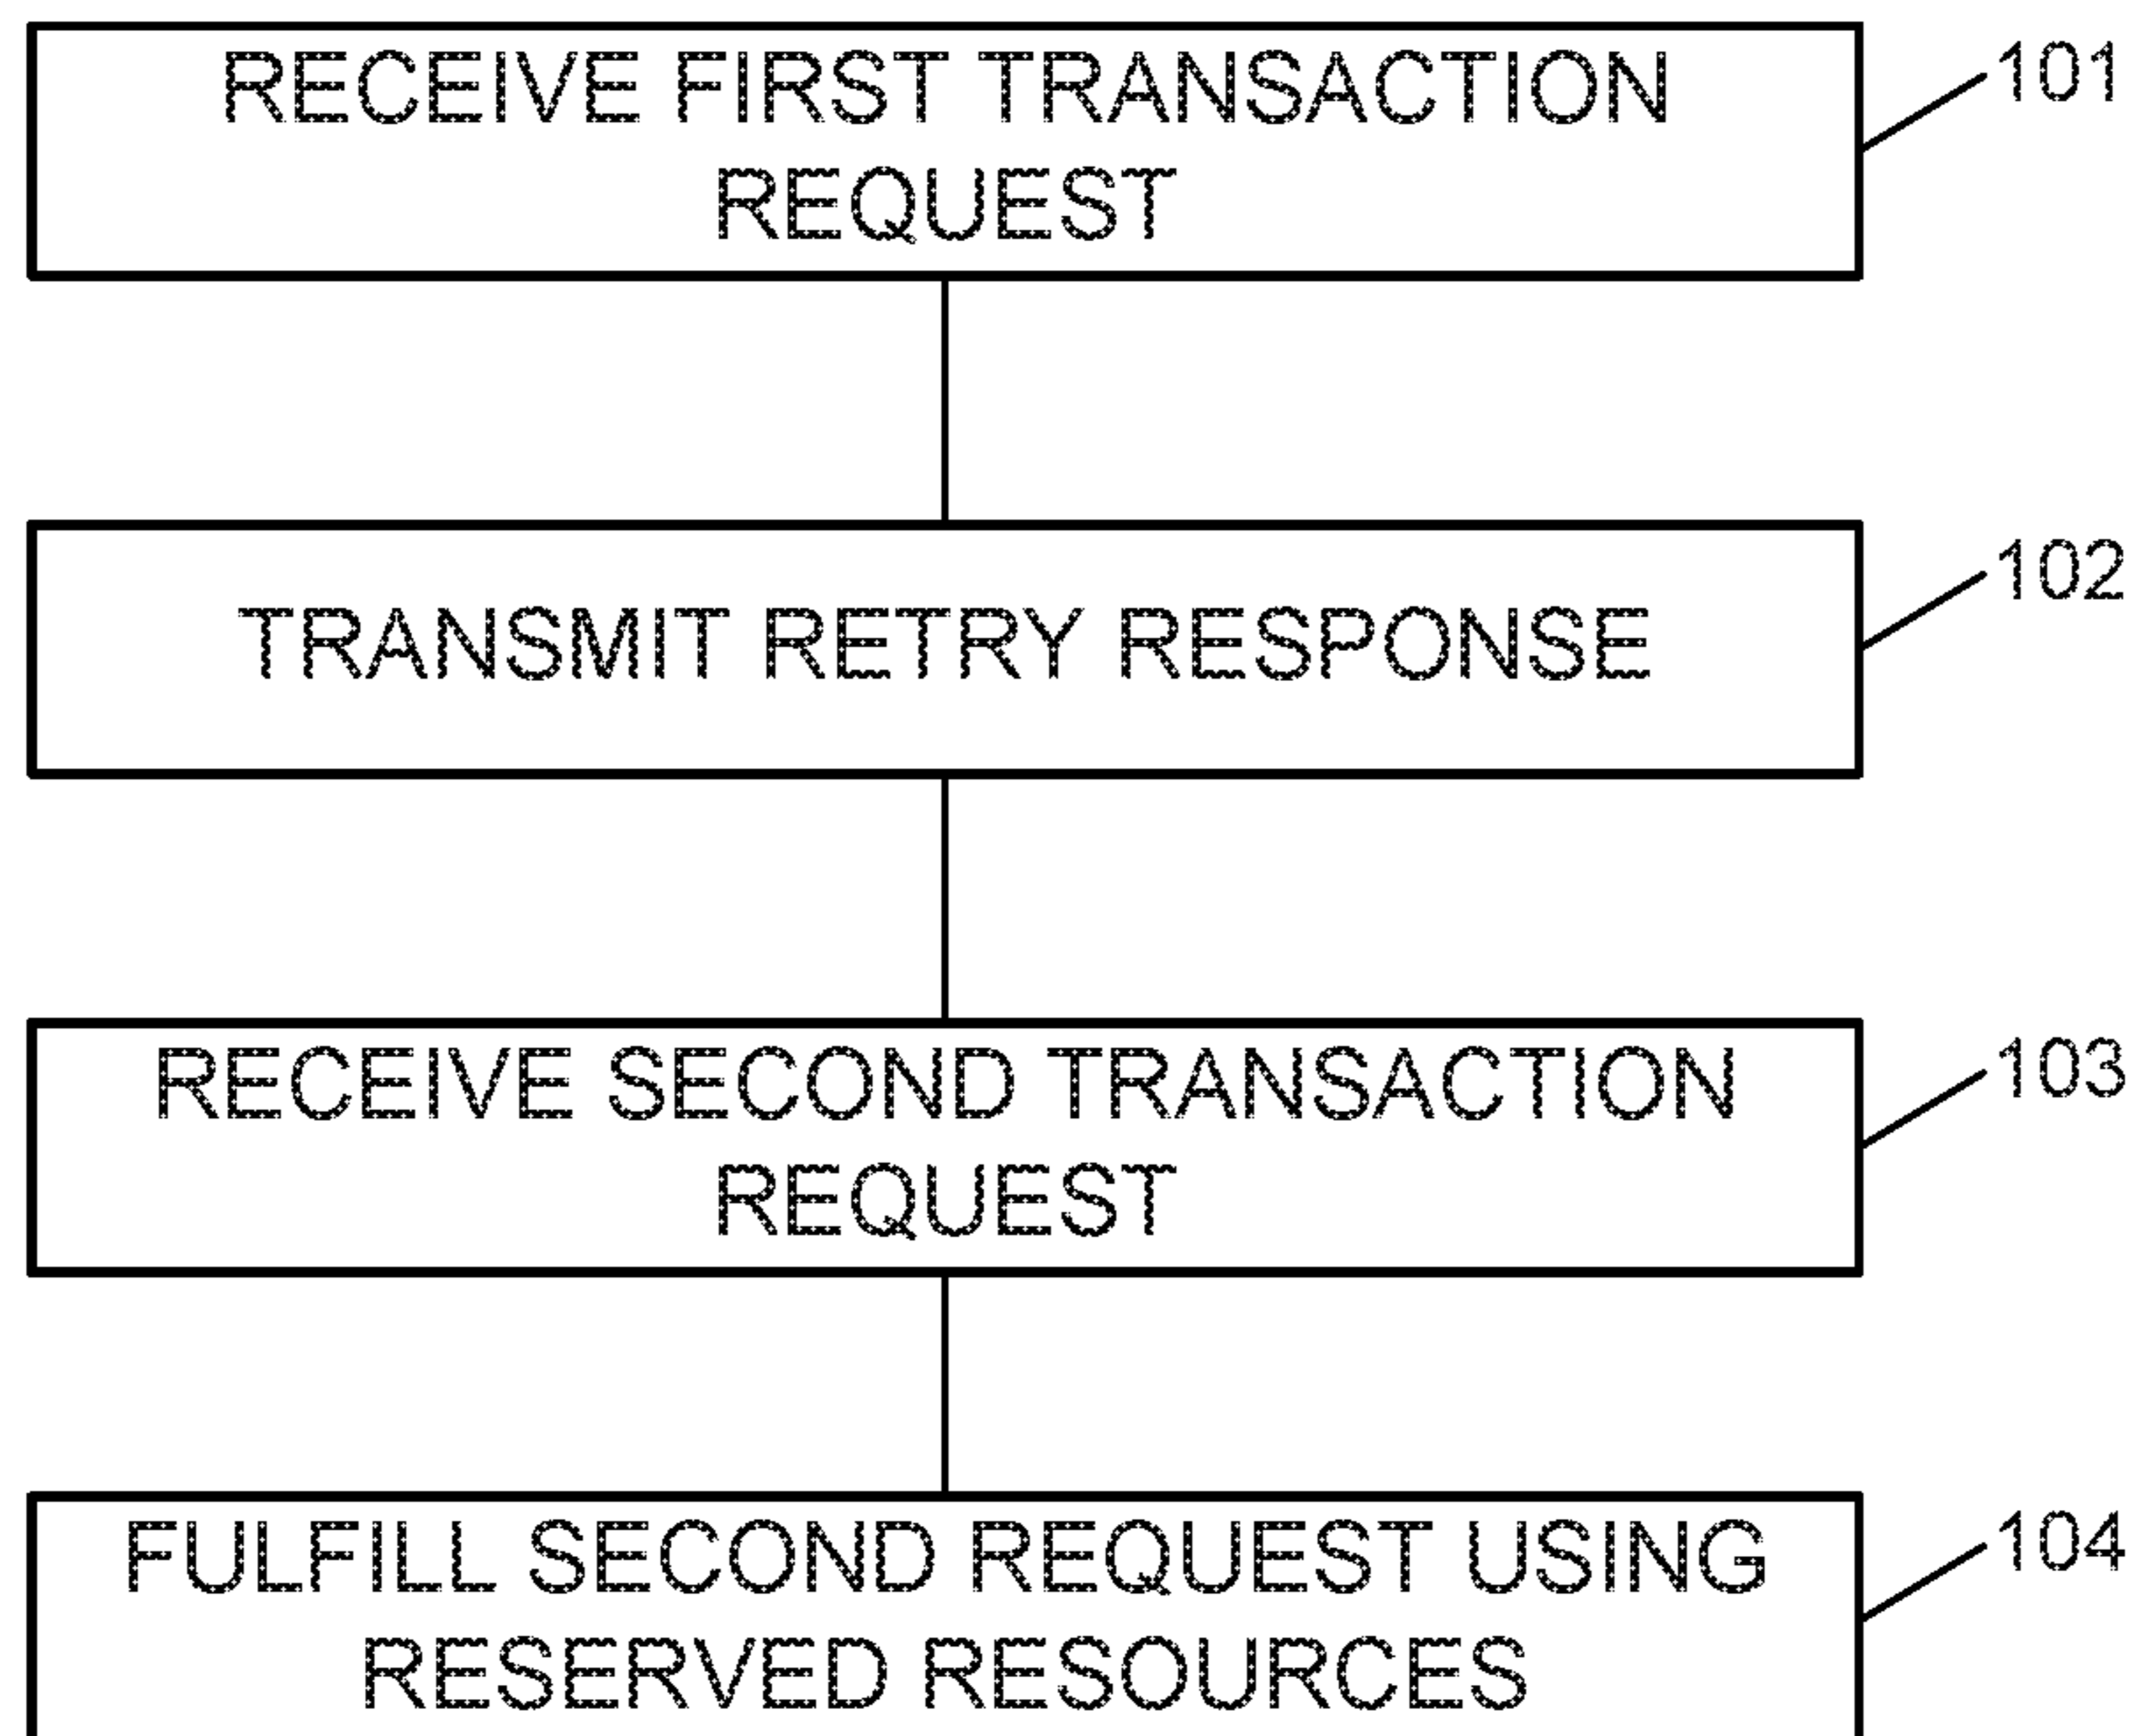 RECEIVE FIRST TRANSACTION
REQUEST
101
TRANSMIT RETRY RESPONSE
102
RECEIVE SECOND TRANSACTION
REQUEST
103
FULFILL SECOND REQUEST USING
RESERVED RESOURCES
104